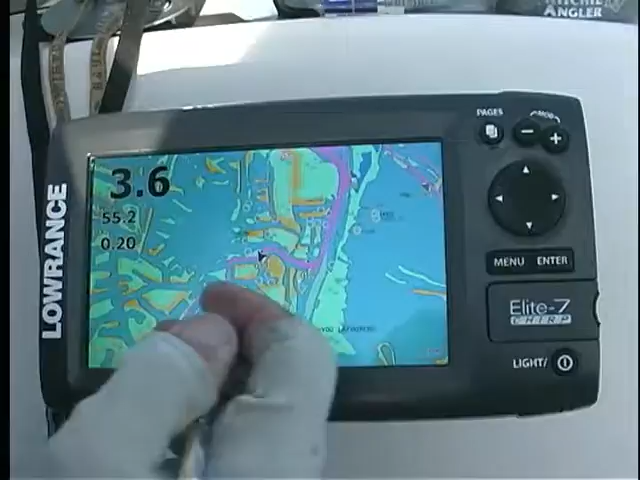 ANGLER
PAGES
LOWRANCE
3.6
55.2
0.20
MENU ENTER
Elite-7
CHIRP
LIGHT/